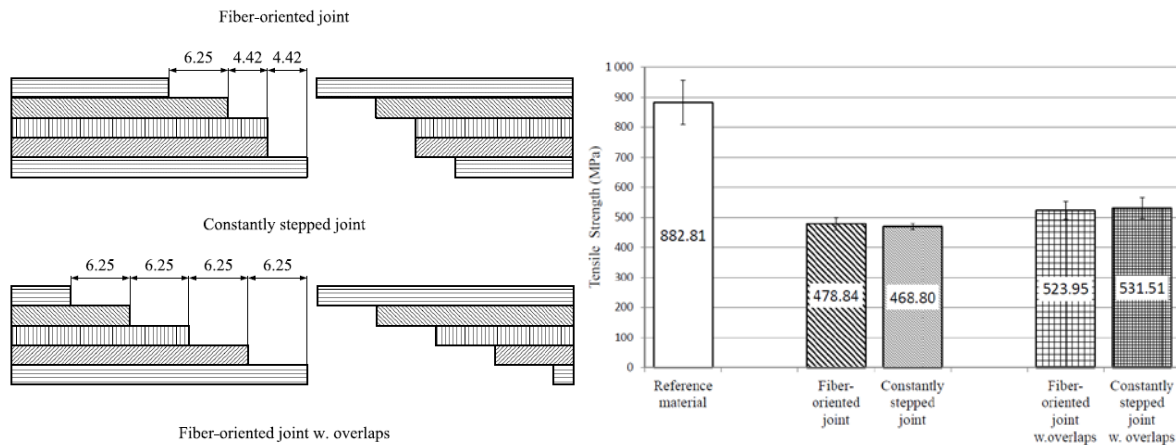 Fiber-oriented joint
6.25 4.42 4.42
Constantly stepped joint
6.25 6.25 6.25 6.25
Fiber-oriented joint w. overlaps
Tensile Strength (MPa)
1 000
900
800
700
600
500
400
300
200
100
0
882.81
478.84
468.80
523.95
531.51
Reference
material
Fiber-
oriented
joint
Constantly
stepped
joint
Fiber-
oriented
joint
w.overlaps
Constantly
stepped
joint
w. overlaps